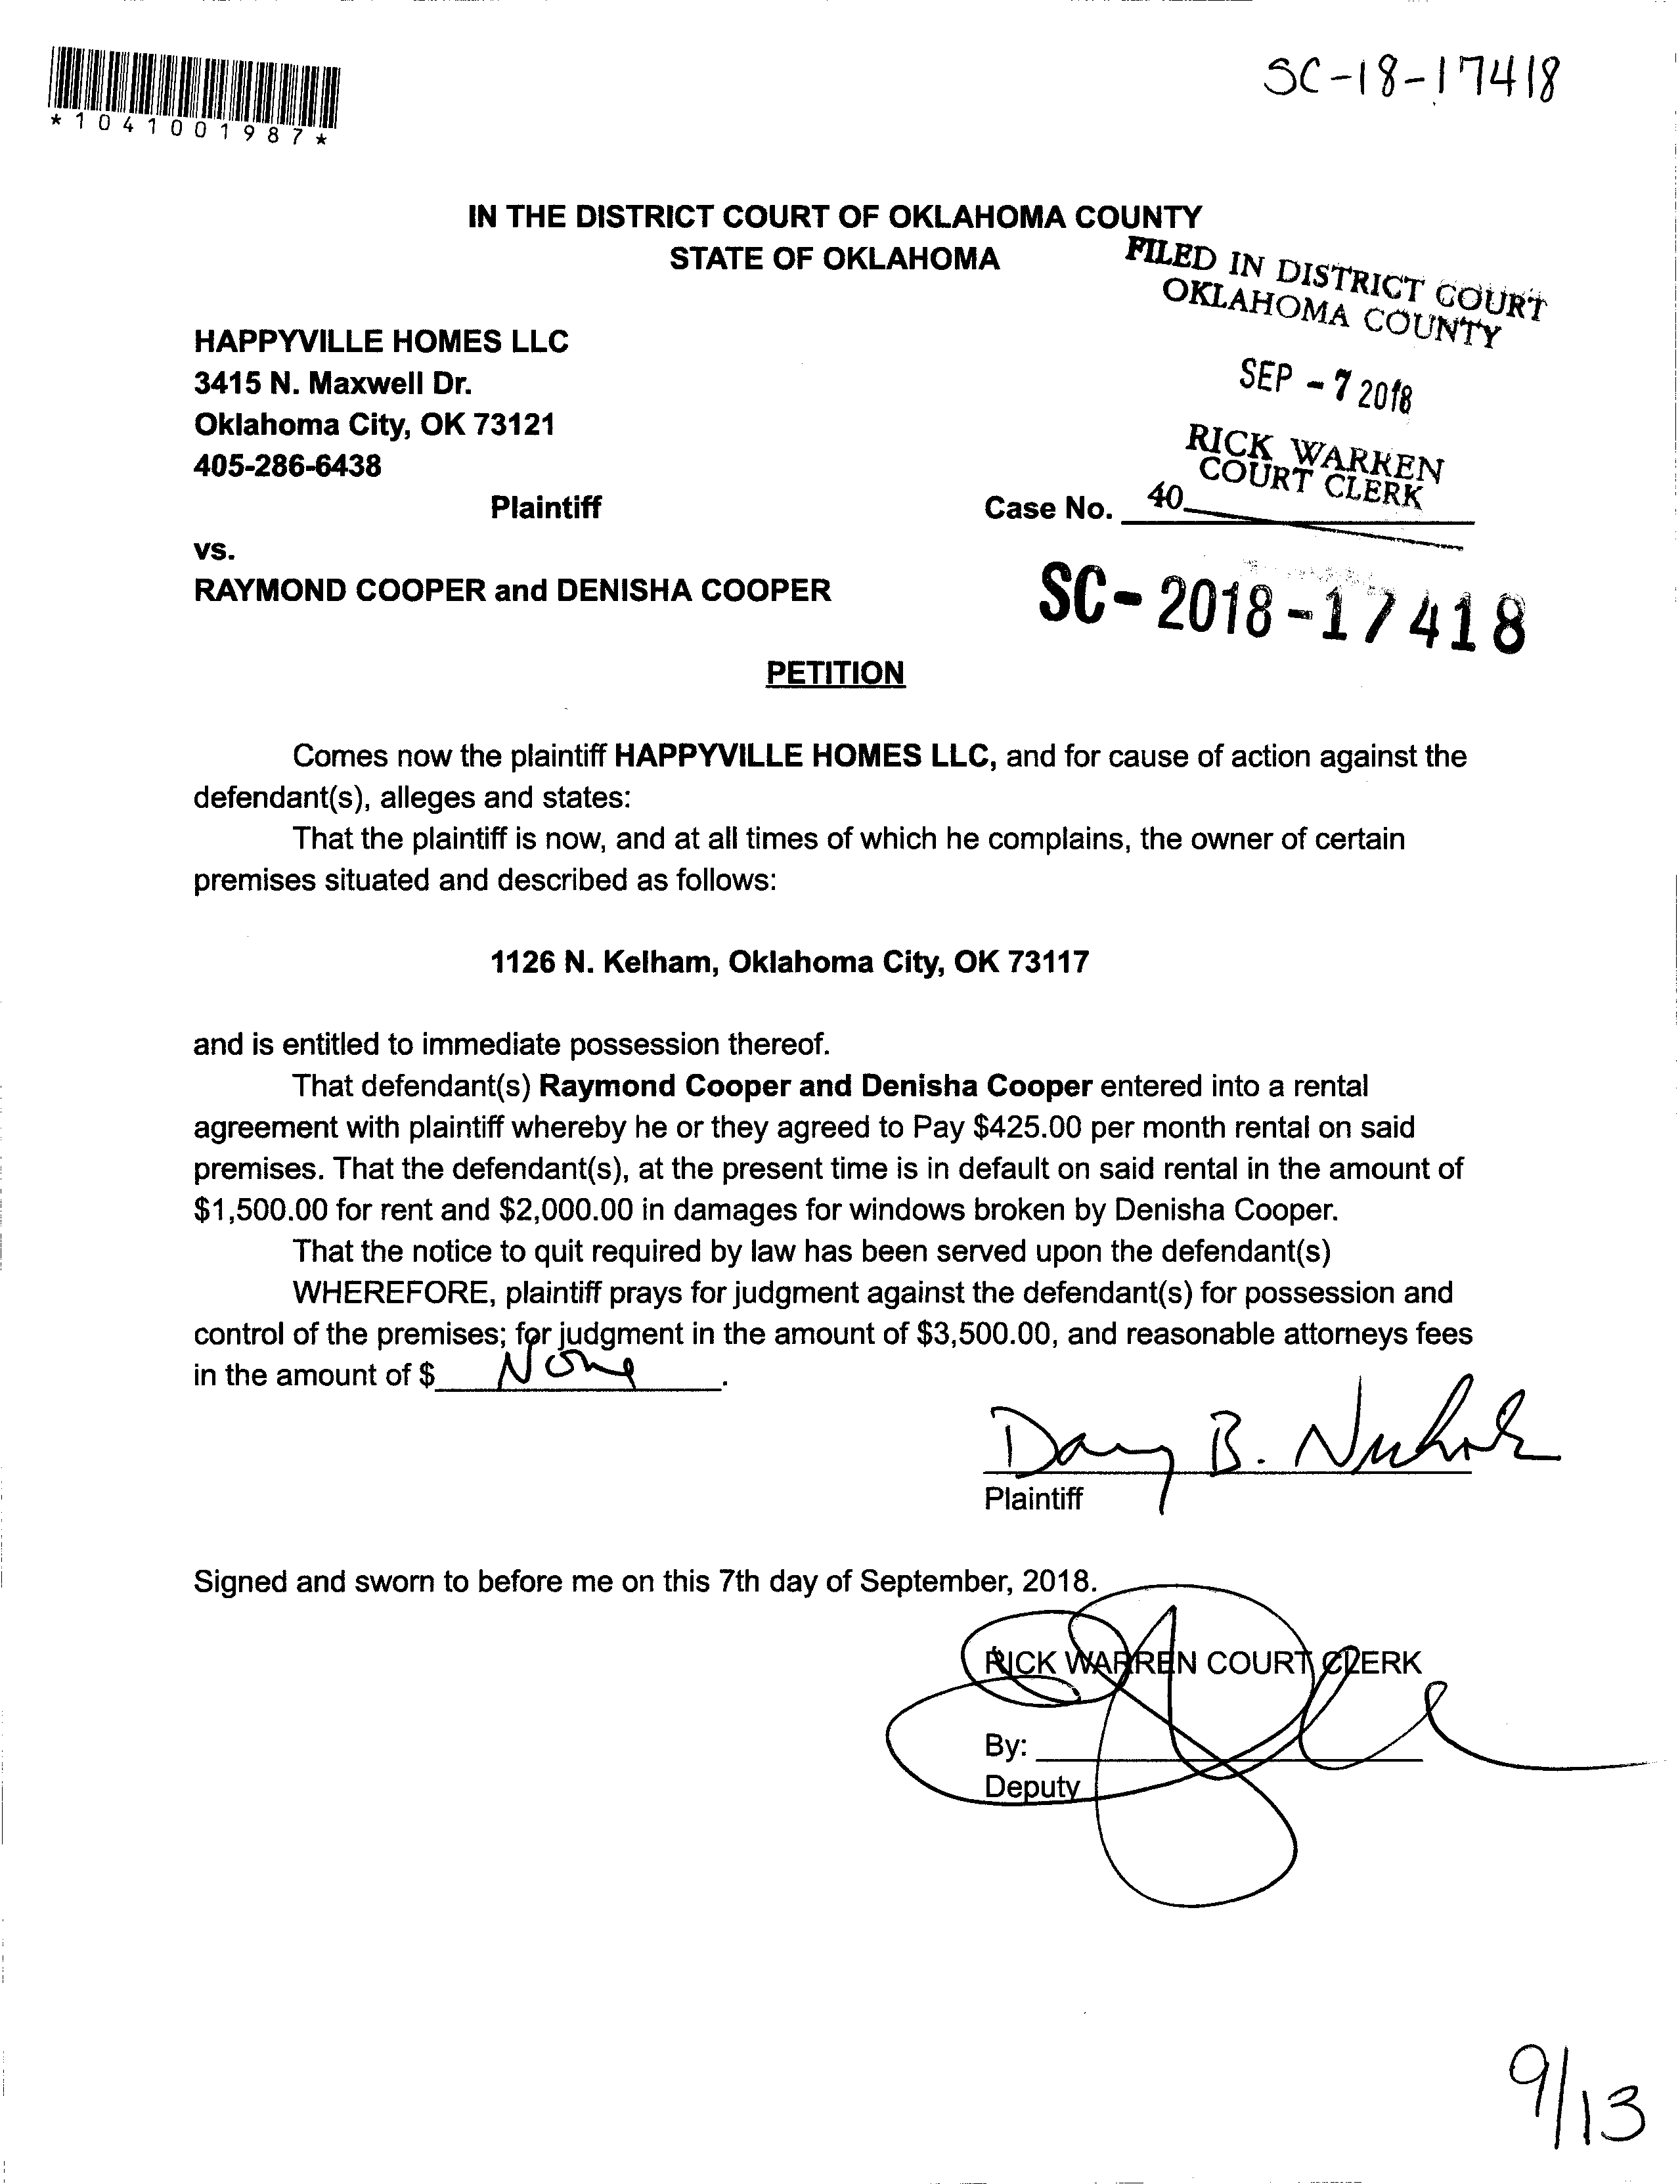 SC-18-17418
*1041001987*
IN THE DISTRICT COURT OF OKLAHOMA COUNTY
STATE OF OKLAHOMA
FILED IN DISTRICT COURT
OKLAHOMA COUNTY
HAPPYVILLE HOMES LLC
3415 N. Maxwell Dr.
SEP - 7 2018
Oklahoma City, OK 73121
405-286-6438
RICK WARREN
COURT CLERK
Plaintiff
Case No. 40
vs.
RAYMOND COOPER and DENISHA COOPER
SC-2018-17418
PETITION
Comes now the plaintiff HAPPYVILLE HOMES LLC, and for cause of action against the
defendant(s), alleges and states:
That the plaintiff is now, and at all times of which he complains, the owner of certain
premises situated and described as follows:
1126 N. Kelham, Oklahoma City, OK 73117
and is entitled to immediate possession thereof.
That defendant(s) Raymond Cooper and Denisha Cooper entered into a rental
agreement with plaintiff whereby he or they agreed to Pay $425.00 per month rental on said
premises. That the defendant(s), at the present time is in default on said rental in the amount of
$1,500.00 for rent and $2,000.00 in damages for windows broken by Denisha Cooper.
That the notice to quit required by law has been served upon the defendant(s)
WHEREFORE, plaintiff prays for judgment against the defendant(s) for possession and
control of the premises; for judgment in the amount of $3,500.00, and reasonable attorneys fees
in the amount of $ None .
B.
Plaintiff
Signed and sworn to before me on this 7th day of September, 2018.
RICK WARREN COURT CLERK
By:
Deputy
9/13